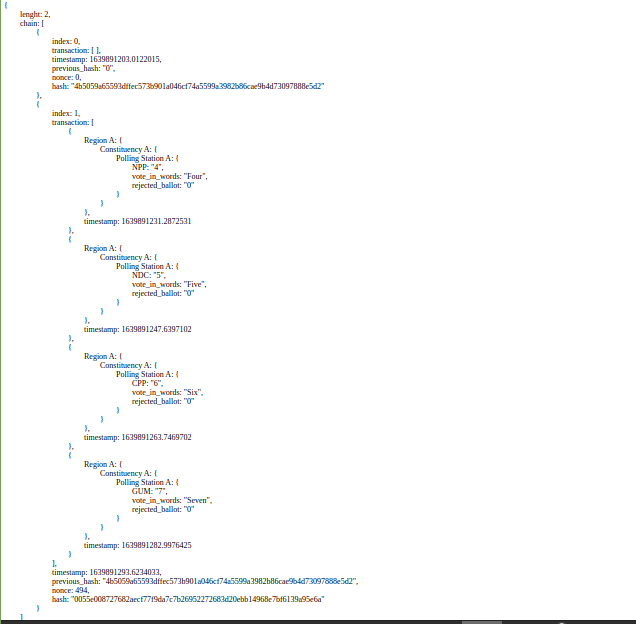 {
lenght: 2,
chain: [
{
index: 0,
transaction: [ ],
timestamp: 1639891203.0122015,
previous_hash: "0",
nonce: 0,
hash: "4b5059a65593dffec573b901a046cf74a5599a3982b86cae9b4d73097888e5d2"
},
{
index: 1,
transaction: [
{
Region A: {
Constituency A: {
Polling Station A: {
NPP: "4",
vote_in_words: "Four",
rejected_ballot: "0"
}
}
},
timestamp: 1639891231.2872531
},
{
Region A: {
Constituency A: {
Polling Station A: {
NDC: "5",
vote_in_words: "Five",
rejected_ballot: "0"
}
}
},
timestamp: 1639891247.6397102
},
{
Region A: {
Constituency A: {
Polling Station A: {
CPP: "6",
vote_in_words: "Six",
rejected_ballot: "0"
}
}
},
timestamp: 1639891263.7469702
},
{
Region A: {
Constituency A: {
Polling Station A: {
GUM: "7",
vote_in_words: "Seven",
rejected_ballot: "0"
}
}
},
timestamp: 1639891282.9976425
}
],
timestamp: 1639891293.6234033,
previous_hash: "4b5059a65593dffec573b901a046cf74a5599a3982b86cae9b4d73097888e5d2",
nonce: 494,
hash: "0055e008727682aecf77f9da7c7b26952272683d20ebb14968e7bf6139a95e6a"
}
]